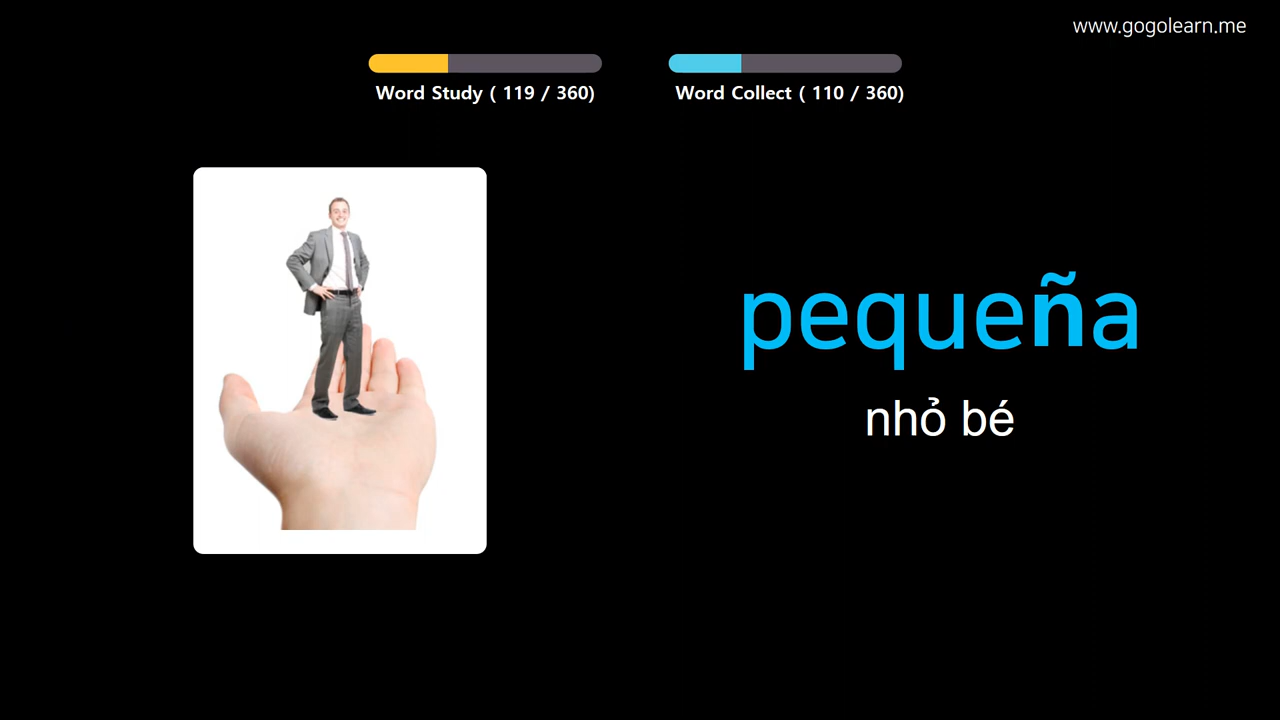 www.gogolearn.me
Word Study ( 119 / 360)
Word Collect ( 110 / 360)
pequeña
nhỏ bé